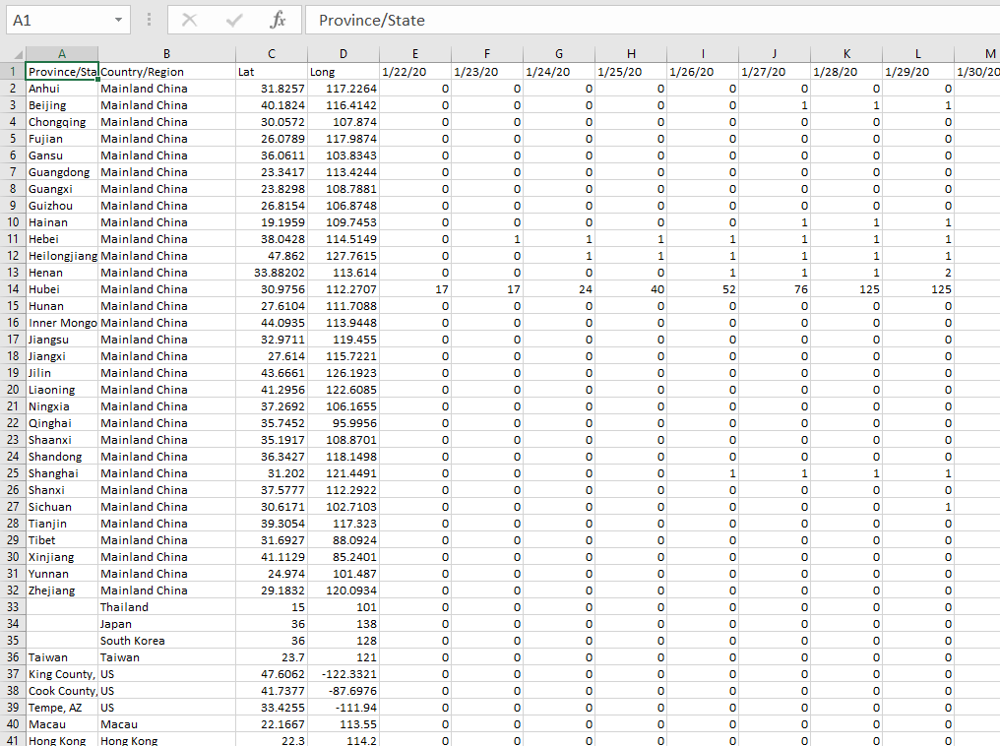 A1 fx Province/State
A B C D E F G H I J K L M
1 Province/Sta Country/Region Lat Long 1/22/20 1/23/20 1/24/20 1/25/20 1/26/20 1/27/20 1/28/20 1/29/20 1/30/20
2 Anhui Mainland China 31.8257 117.2264 0 0 0 0 0 0 0 0
3 Beijing Mainland China 40.1824 116.4142 0 0 0 0 0 1 1 1
4 Chongqing Mainland China 30.0572 107.874 0 0 0 0 0 0 0 0
5 Fujian Mainland China 26.0789 117.9874 0 0 0 0 0 0 0 0
6 Gansu Mainland China 36.0611 103.8343 0 0 0 0 0 0 0 0
7 Guangdong Mainland China 23.3417 113.4244 0 0 0 0 0 0 0 0
8 Guangxi Mainland China 23.8298 108.7881 0 0 0 0 0 0 0 0
9 Guizhou Mainland China 26.8154 106.8748 0 0 0 0 0 0 0 0
10 Hainan Mainland China 19.1959 109.7453 0 0 0 0 0 1 1 1
11 Hebei Mainland China 38.0428 114.5149 0 1 1 1 1 1 1 1
12 Heilongjiang Mainland China 47.862 127.7615 0 0 1 1 1 1 1 1
13 Henan Mainland China 33.88202 113.614 0 0 0 0 1 1 1 2
14 Hubei Mainland China 30.9756 112.2707 17 17 24 40 52 76 125 125
15 Hunan Mainland China 27.6104 111.7088 0 0 0 0 0 0 0 0
16 Inner Mongo Mainland China 44.0935 113.9448 0 0 0 0 0 0 0 0
17 Jiangsu Mainland China 32.9711 119.455 0 0 0 0 0 0 0 0
18 Jiangxi Mainland China 27.614 115.7221 0 0 0 0 0 0 0 0
19 Jilin Mainland China 43.6661 126.1923 0 0 0 0 0 0 0 0
20 Liaoning Mainland China 41.2956 122.6085 0 0 0 0 0 0 0 0
21 Ningxia Mainland China 37.2692 106.1655 0 0 0 0 0 0 0 0
22 Qinghai Mainland China 35.7452 95.9956 0 0 0 0 0 0 0 0
23 Shaanxi Mainland China 35.1917 108.8701 0 0 0 0 0 0 0 0
24 Shandong Mainland China 36.3427 118.1498 0 0 0 0 0 0 0 0
25 Shanghai Mainland China 31.202 121.4491 0 0 0 0 1 1 1 1
26 Shanxi Mainland China 37.5777 112.2922 0 0 0 0 0 0 0 0
27 Sichuan Mainland China 30.6171 102.7103 0 0 0 0 0 0 0 1
28 Tianjin Mainland China 39.3054 117.323 0 0 0 0 0 0 0 0
29 Tibet Mainland China 31.6927 88.0924 0 0 0 0 0 0 0 0
30 Xinjiang Mainland China 41.1129 85.2401 0 0 0 0 0 0 0 0
31 Yunnan Mainland China 24.974 101.487 0 0 0 0 0 0 0 0
32 Zhejiang Mainland China 29.1832 120.0934 0 0 0 0 0 0 0 0
33 Thailand 15 101 0 0 0 0 0 0 0 0
34 Japan 36 138 0 0 0 0 0 0 0 0
35 South Korea 36 128 0 0 0 0 0 0 0 0
36 Taiwan Taiwan 23.7 121 0 0 0 0 0 0 0 0
37 King County, US 47.6062 -122.3321 0 0 0 0 0 0 0 0
38 Cook County, US 41.7377 -87.6976 0 0 0 0 0 0 0 0
39 Tempe, AZ US 33.4255 -111.94 0 0 0 0 0 0 0 0
40 Macau Macau 22.1667 113.55 0 0 0 0 0 0 0 0
41 Hong Kong Hong Kong 22.3 114.2 0 0 0 0 0 0 0 0